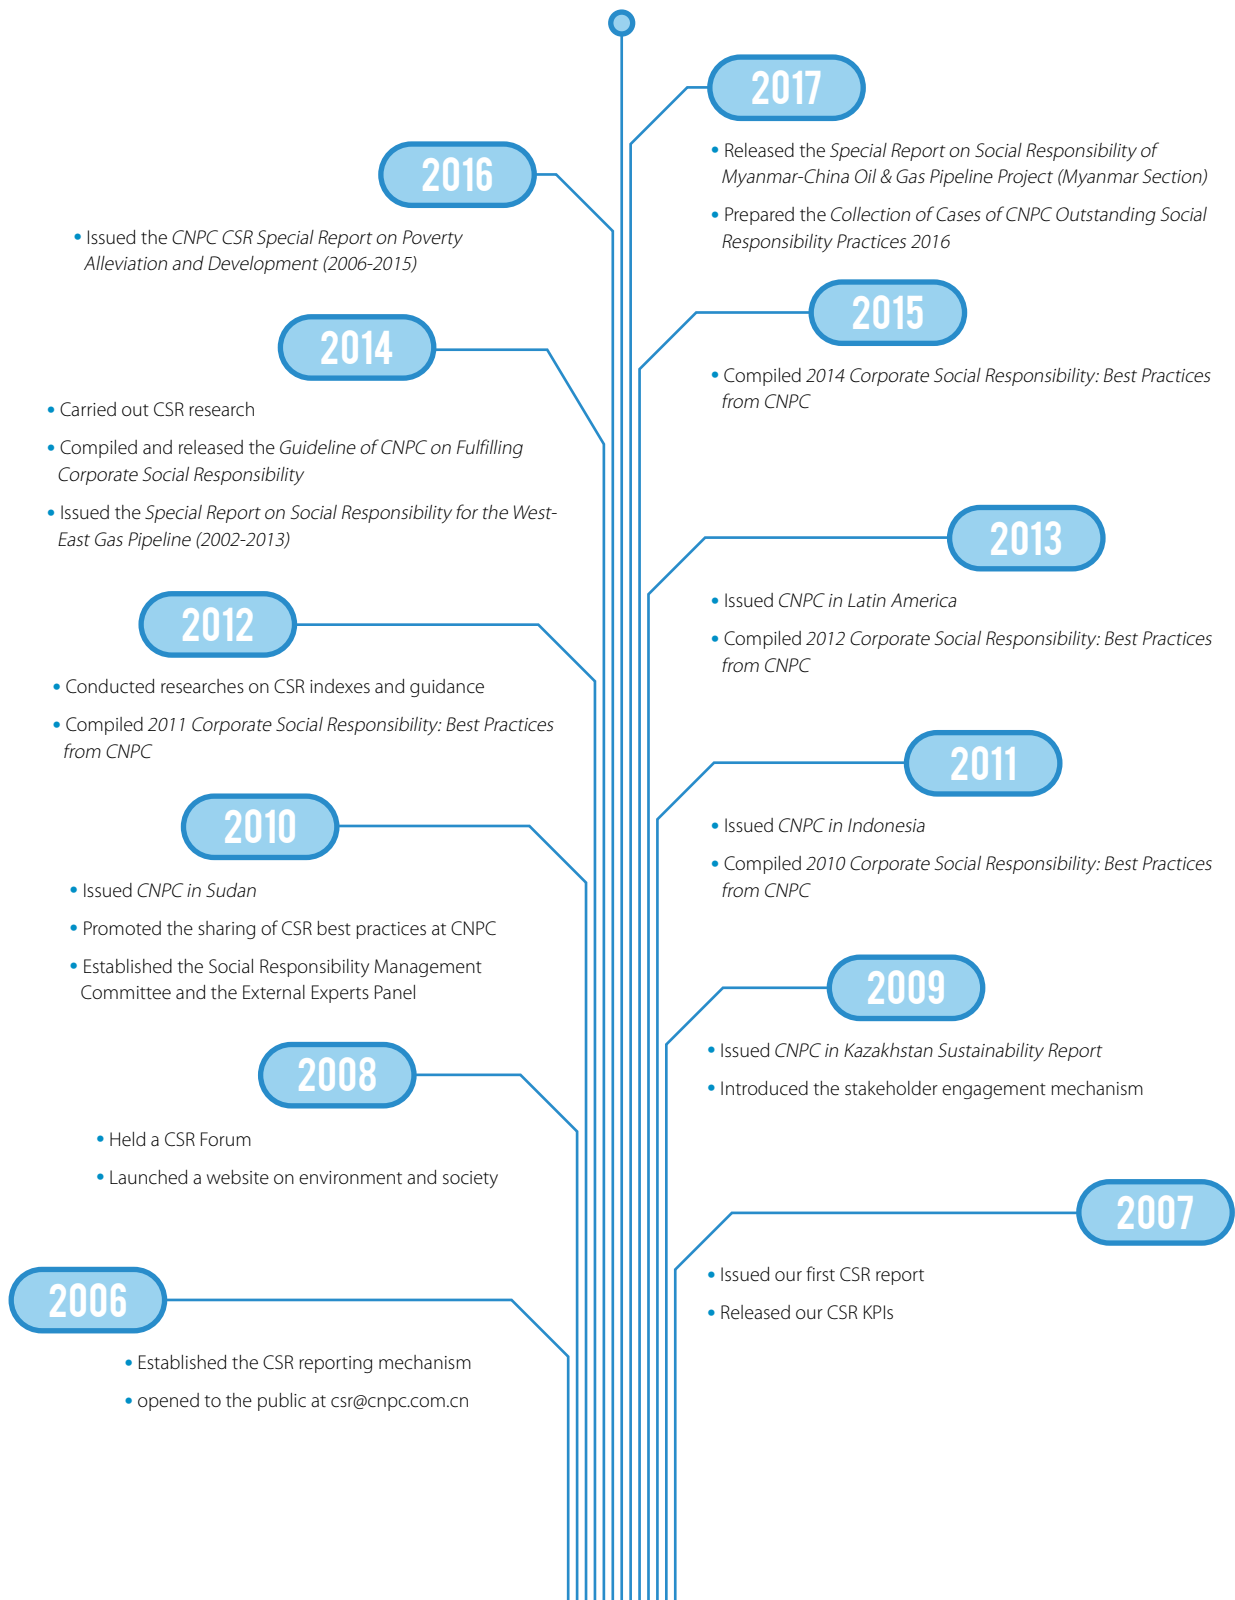 2017
• Released the Special Report on Social Responsibility of
Myanmar-China Oil & Gas Pipeline Project (Myanmar Section)
• Prepared the Collection of Cases of CNPC Outstanding Social
Responsibility Practices 2016
2016
• Issued the CNPC CSR Special Report on Poverty
Alleviation and Development (2006-2015)
2015
• Compiled 2014 Corporate Social Responsibility: Best Practices
from CNPC
2014
• Carried out CSR research
• Compiled and released the Guideline of CNPC on Fulfilling
Corporate Social Responsibility
• Issued the Special Report on Social Responsibility for the West-
East Gas Pipeline (2002-2013)
2013
• Issued CNPC in Latin America
• Compiled 2012 Corporate Social Responsibility: Best Practices
from CNPC
2012
• Conducted researches on CSR indexes and guidance
• Compiled 2011 Corporate Social Responsibility: Best Practices
from CNPC
2011
• Issued CNPC in Indonesia
• Compiled 2010 Corporate Social Responsibility: Best Practices
from CNPC
2010
• Issued CNPC in Sudan
• Promoted the sharing of CSR best practices at CNPC
• Established the Social Responsibility Management
Committee and the External Experts Panel
2009
• Issued CNPC in Kazakhstan Sustainability Report
• Introduced the stakeholder engagement mechanism
2008
• Held a CSR Forum
• Launched a website on environment and society
2007
• Issued our first CSR report
• Released our CSR KPIs
2006
• Established the CSR reporting mechanism
• opened to the public at csr@cnpc.com.cn